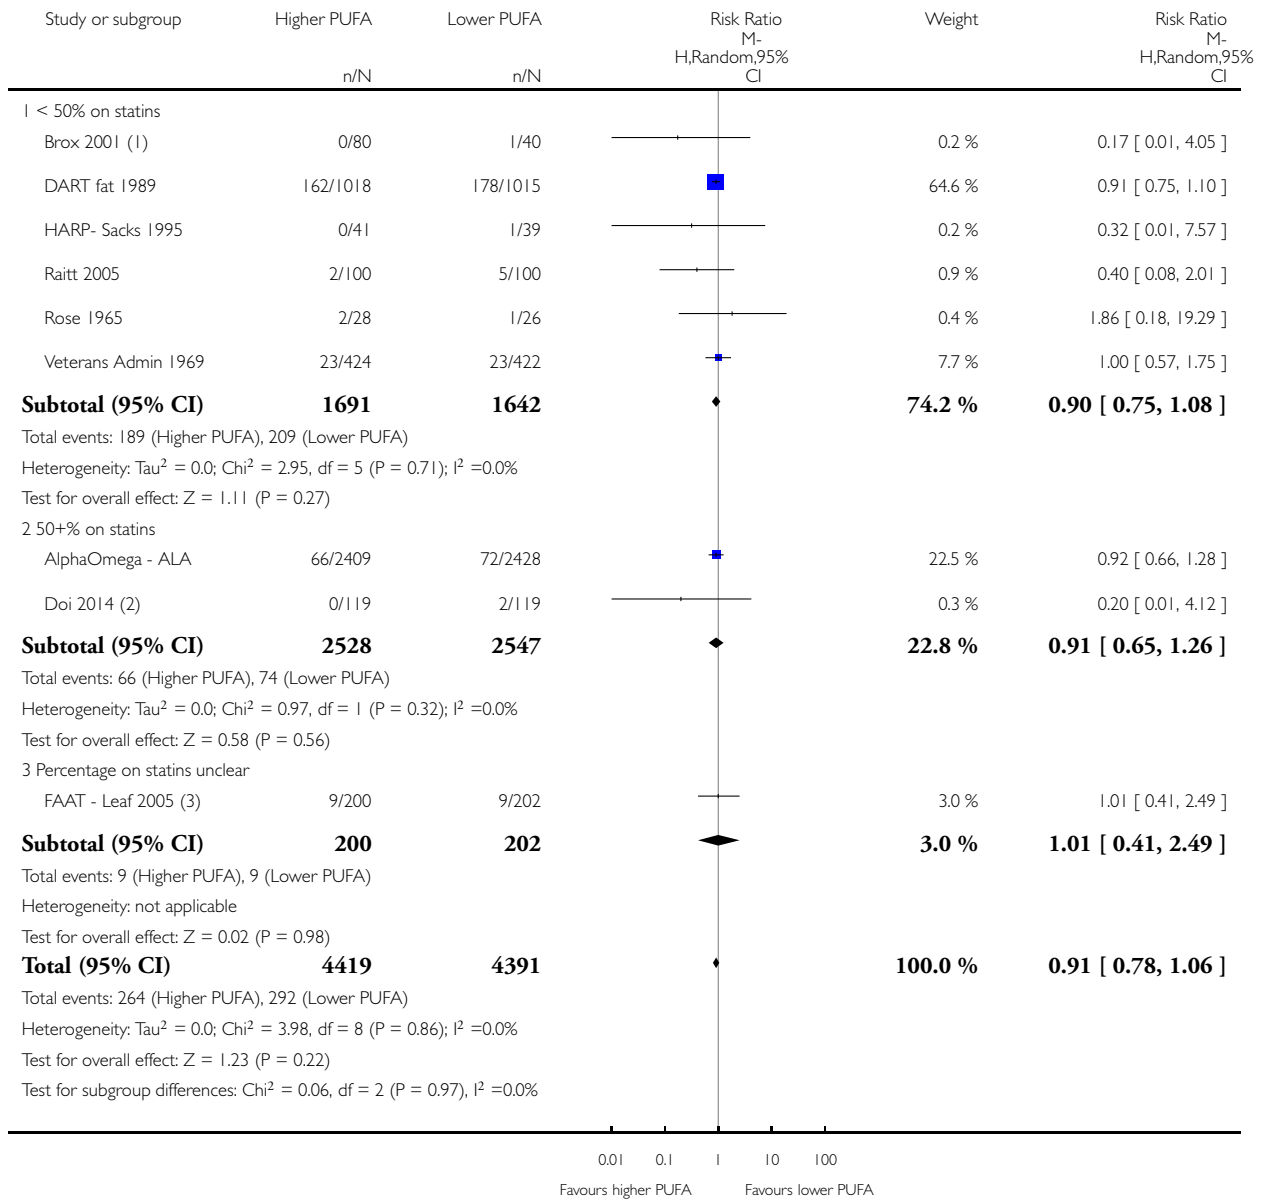 Study or subgroup Higher PUFA Lower PUFA Risk Ratio Weight Risk Ratio
M- M-
H,Random,95% H,Random,95%
n/N n/N CI CI
1 < 50% on statins
Brox 2001 (1) 0/80 1/40 0.2 % 0.17 [ 0.01, 4.05 ]
DART fat 1989 162/1018 178/1015 64.6 % 0.91 [ 0.75, 1.10 ]
HARP- Sacks 1995 0/41 1/39 0.2 % 0.32 [ 0.01, 7.57 ]
Raitt 2005 2/100 5/100 0.9 % 0.40 [ 0.08, 2.01 ]
Rose 1965 2/28 1/26 0.4 % 1.86 [ 0.18, 19.29 ]
Veterans Admin 1969 23/424 23/422 7.7 % 1.00 [ 0.57, 1.75 ]
Subtotal (95% CI) 1691 1642 74.2 % 0.90 [ 0.75, 1.08 ]
Total events: 189 (Higher PUFA), 209 (Lower PUFA)
Heterogeneity: Tau² = 0.0; Chi² = 2.95, df = 5 (P = 0.71); I² =0.0%
Test for overall effect: Z = 1.11 (P = 0.27)
2 50+% on statins
AlphaOmega - ALA 66/2409 72/2428 22.5 % 0.92 [ 0.66, 1.28 ]
Doi 2014 (2) 0/119 2/119 0.3 % 0.20 [ 0.01, 4.12 ]
Subtotal (95% CI) 2528 2547 22.8 % 0.91 [ 0.65, 1.26 ]
Total events: 66 (Higher PUFA), 74 (Lower PUFA)
Heterogeneity: Tau² = 0.0; Chi² = 0.97, df = 1 (P = 0.32); I² =0.0%
Test for overall effect: Z = 0.58 (P = 0.56)
3 Percentage on statins unclear
FAAT - Leaf 2005 (3) 9/200 9/202 3.0 % 1.01 [ 0.41, 2.49 ]
Subtotal (95% CI) 200 202 3.0 % 1.01 [ 0.41, 2.49 ]
Total events: 9 (Higher PUFA), 9 (Lower PUFA)
Heterogeneity: not applicable
Test for overall effect: Z = 0.02 (P = 0.98)
Total (95% CI) 4419 4391 100.0 % 0.91 [ 0.78, 1.06 ]
Total events: 264 (Higher PUFA), 292 (Lower PUFA)
Heterogeneity: Tau² = 0.0; Chi² = 3.98, df = 8 (P = 0.86); I² =0.0%
Test for overall effect: Z = 1.23 (P = 0.22)
Test for subgroup differences: Chi² = 0.06, df = 2 (P = 0.97), I² =0.0%
0.01 0.1 1 10 100
Favours higher PUFA Favours lower PUFA